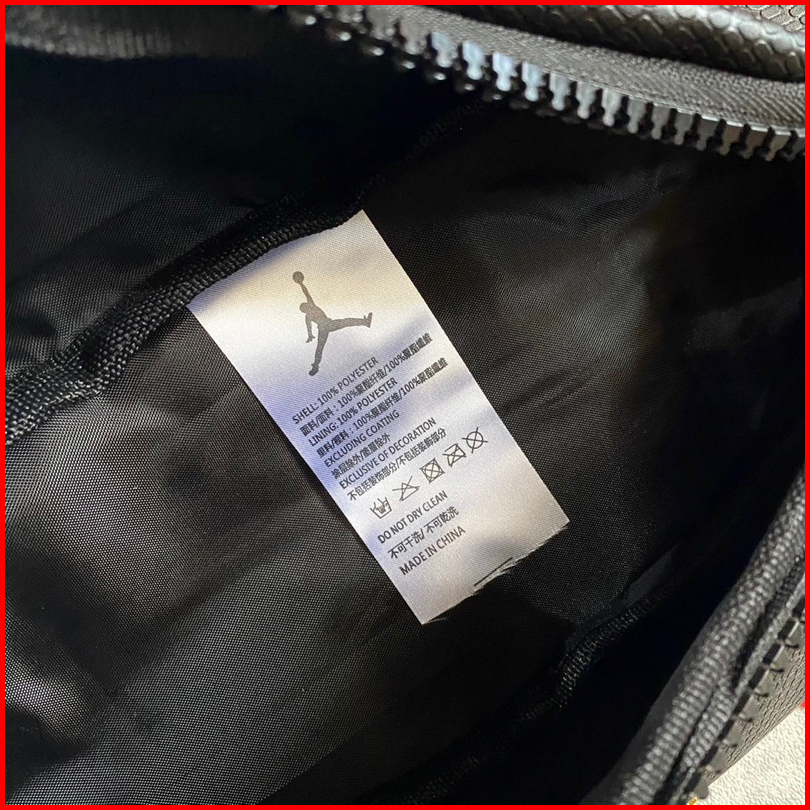 SHELL:100% POLYESTER
面料/面料：100%聚酯纤维/100%聚酯纖維
LINING:100% POLYESTER
里料/裏料：100%聚酯纤维/100%聚酯纖維
EXCLUDING COATING
涂层除外/塗層除外
EXCLUSIVE OF DECORATION
不包括装饰部分/不包括裝飾部分
DO NOT DRY CLEAN
不可干洗/不可乾洗
MADE IN CHINA